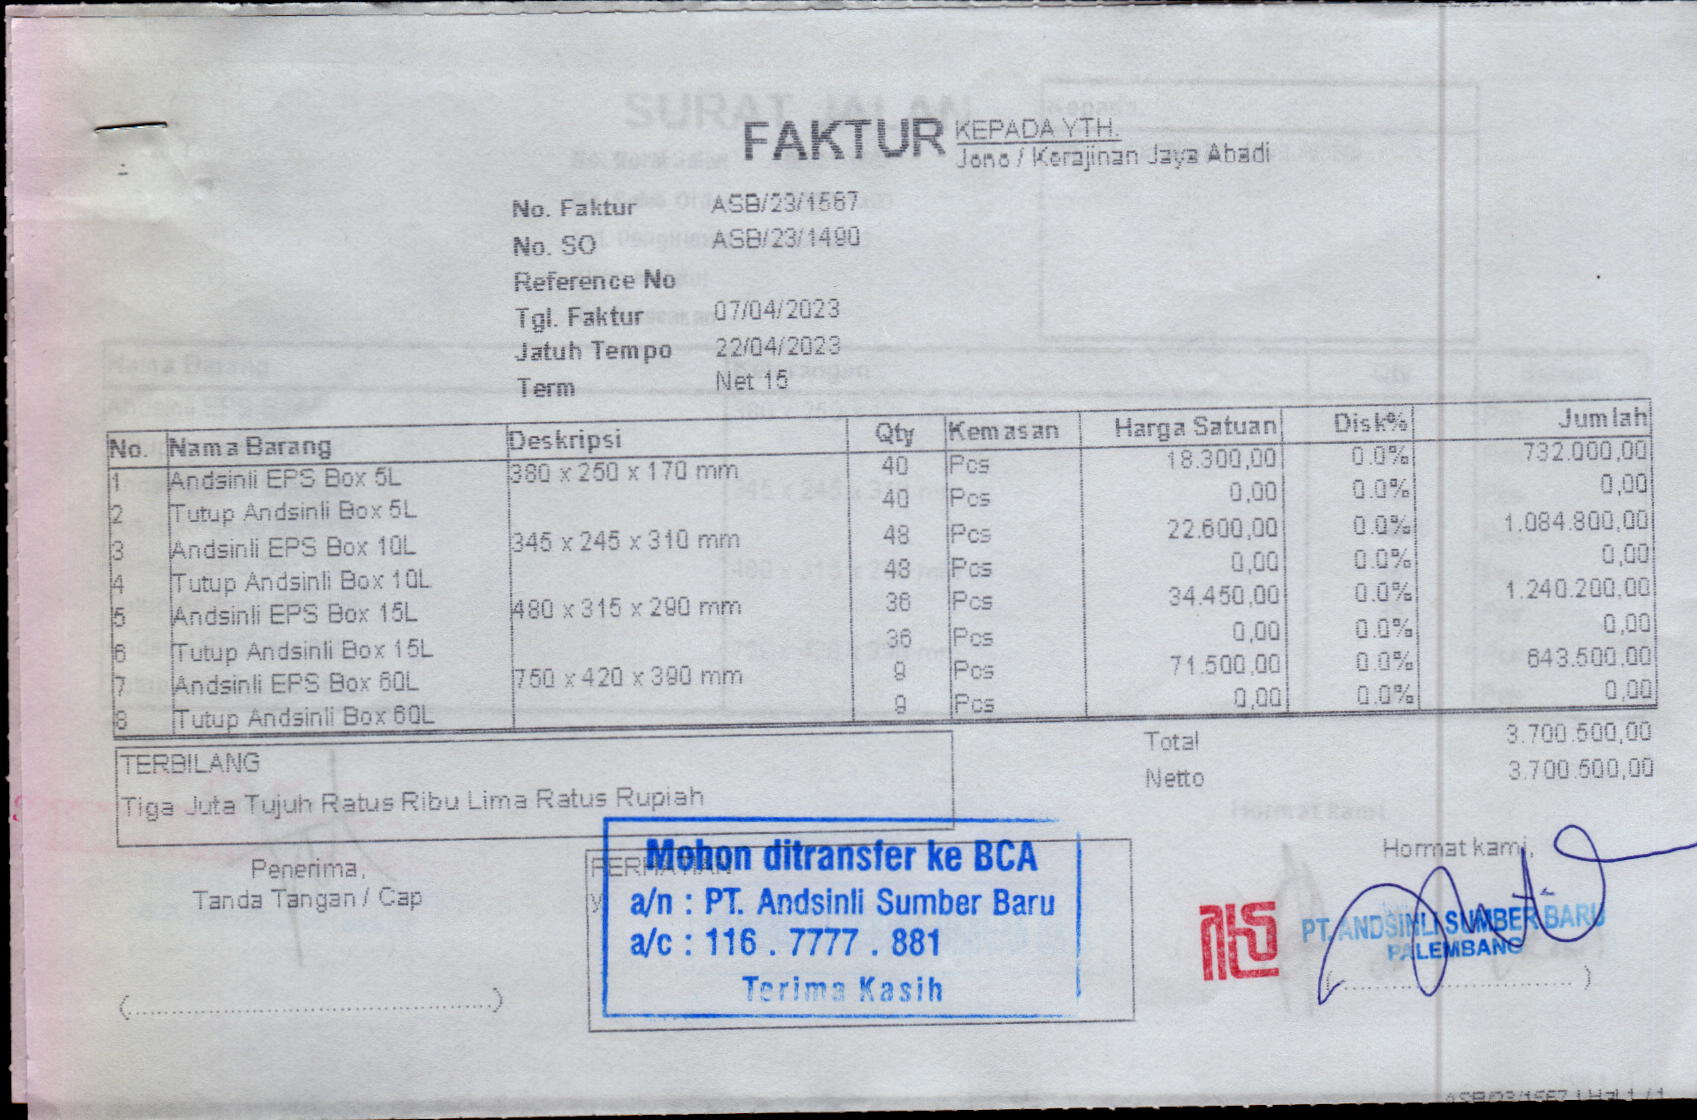 FAKTUR
KEPADA YTH.
Jono / Kerajinan Jaya Abadi
No. Faktur ASB/23/1567
No. SO ASB/23/1490
Reference No
Tgl. Faktur 07/04/2023
Jatuh Tempo 22/04/2023
Term Net 15
No. Nama Barang Deskripsi Qty Kemasan Harga Satuan Disk% Jumlah
1 Andsinli EPS Box 5L 380 x 250 x 170 mm 40 Pcs 18.300,00 0.0% 732.000,00
2 Tutup Andsinli Box 5L 40 Pcs 0,00 0.0% 0,00
3 Andsinli EPS Box 10L 345 x 245 x 310 mm 48 Pcs 22.600,00 0.0% 1.084.800,00
4 Tutup Andsinli Box 10L 48 Pcs 0,00 0.0% 0,00
5 Andsinli EPS Box 15L 480 x 315 x 290 mm 36 Pcs 34.450,00 0.0% 1.240.200,00
6 Tutup Andsinli Box 15L 36 Pcs 0,00 0.0% 0,00
7 Andsinli EPS Box 60L 750 x 420 x 390 mm 9 Pcs 71.500,00 0.0% 643.500,00
8 Tutup Andsinli Box 60L 9 Pcs 0,00 0.0% 0,00
Total 3.700.500,00
Netto 3.700.500,00
TERBILANG
Tiga Juta Tujuh Ratus Ribu Lima Ratus Rupiah
Penerima,
Tanda Tangan / Cap
PERHATIAN
Mohon ditransfer ke BCA
a/n : PT. Andsinli Sumber Baru
a/c : 116 . 7777 . 881
Terima Kasih
Hormat kami,
PT. ANDSINLI SUMBER BARU
PALEMBANG
ASB/23/1567 | Hal 1 / 1